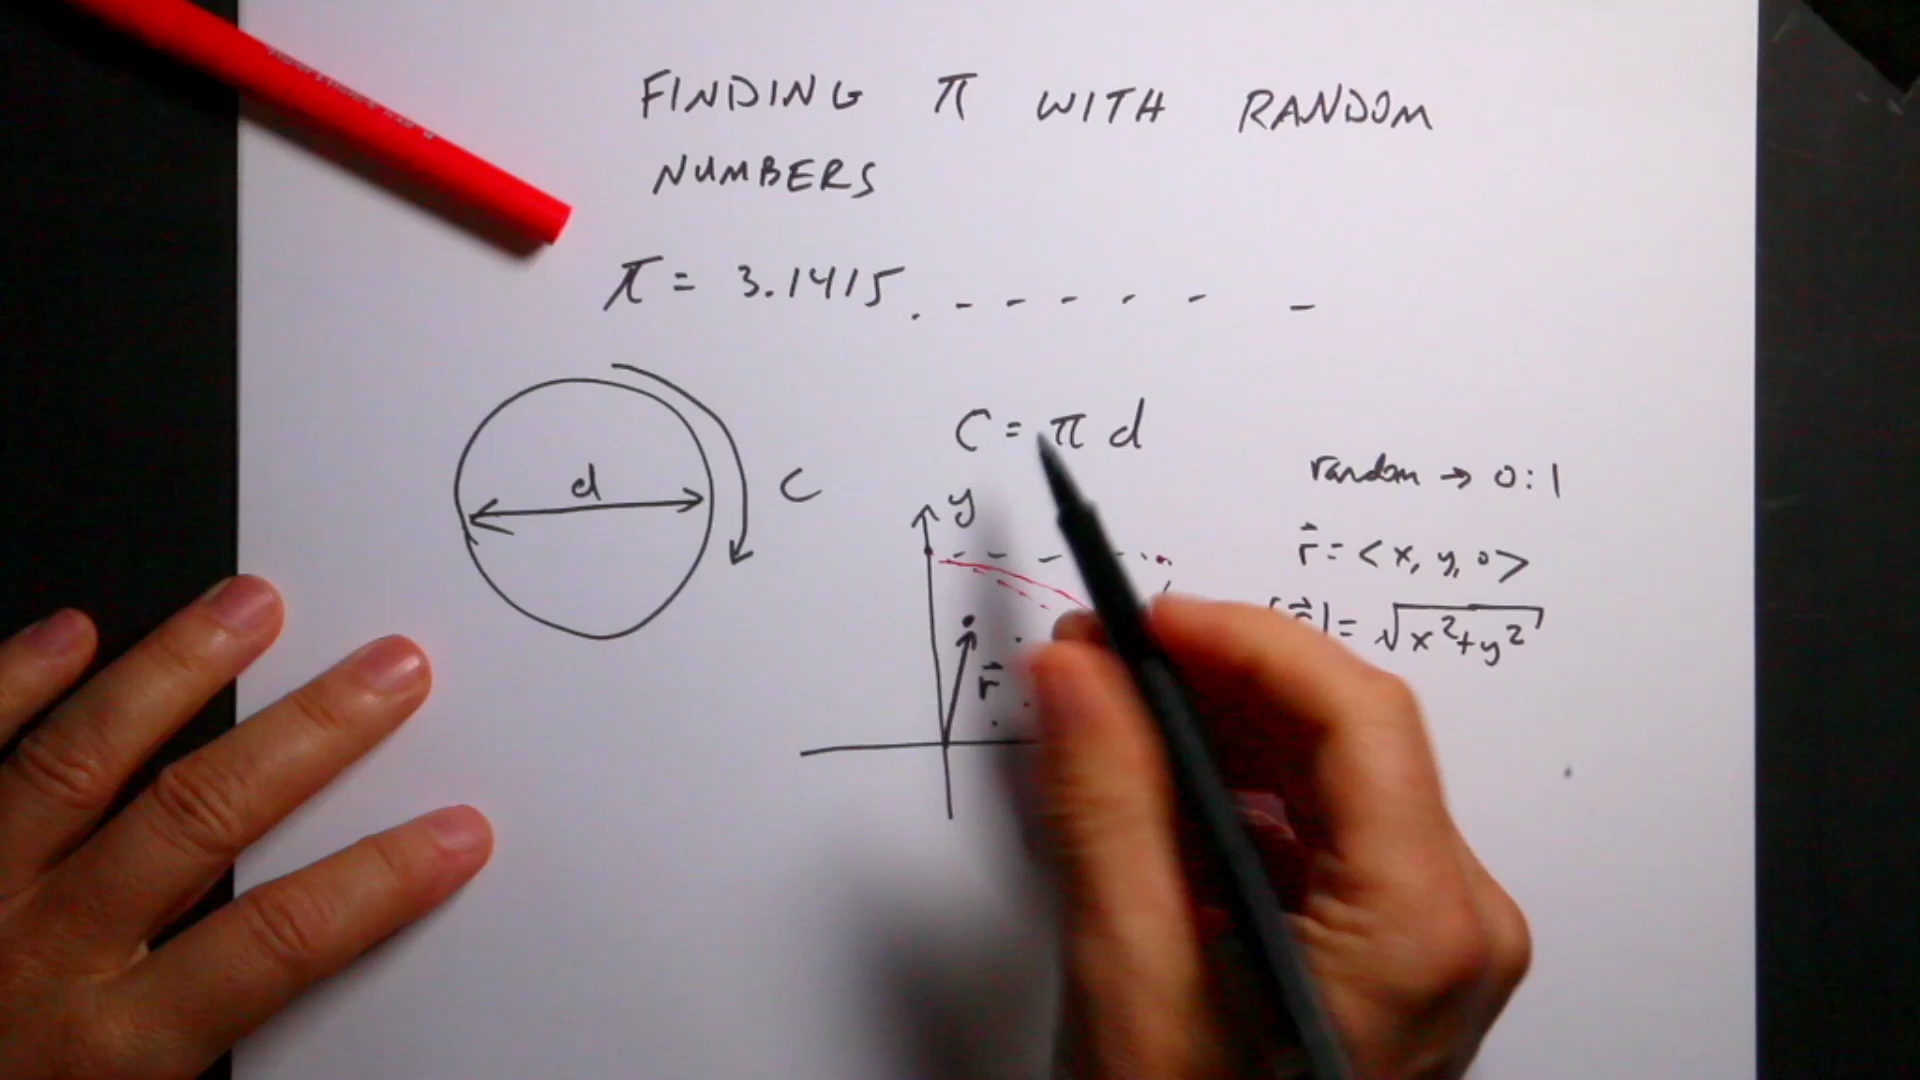 FINDING π WITH RANDOM
NUMBERS
π = 3.1415. - - - - - - -
d
C
C = π d
y
r⃗
random → 0:1
r⃗ = <x, y, 0>
|r⃗| = √x²+y²